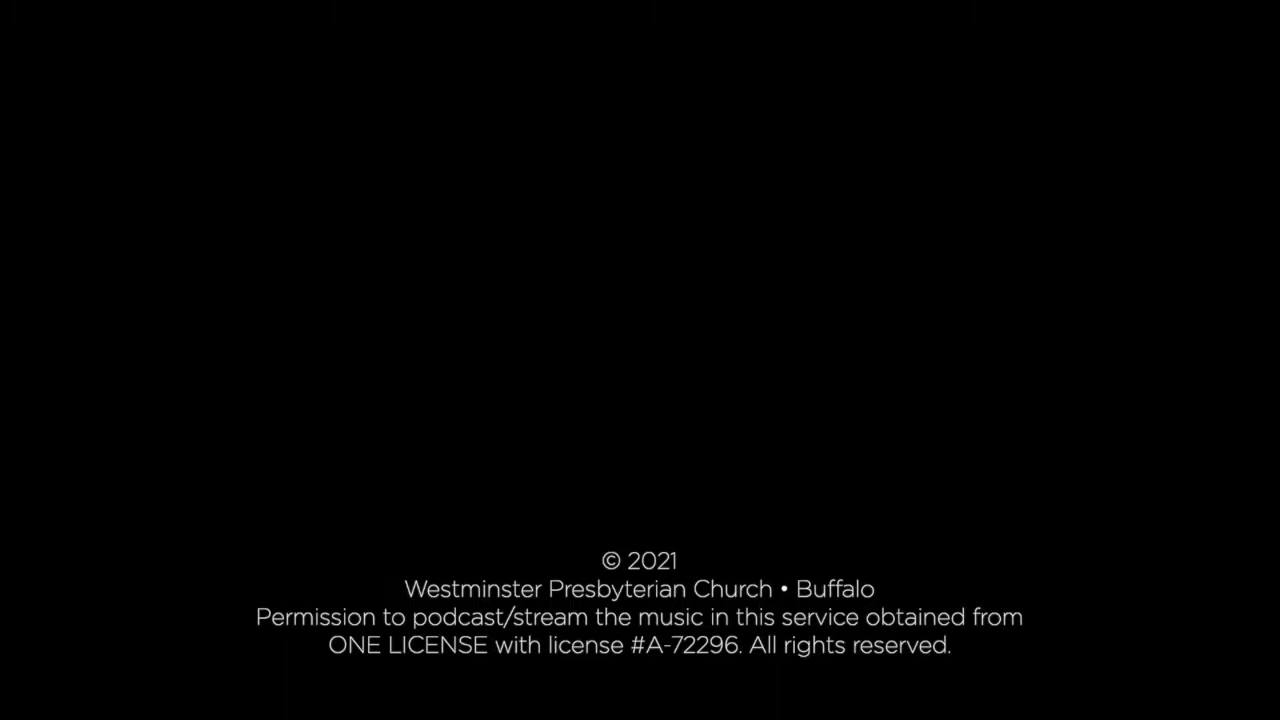 © 2021
Westminster Presbyterian Church • Buffalo
Permission to podcast/stream the music in this service obtained from
ONE LICENSE with license #A-72296. All rights reserved.